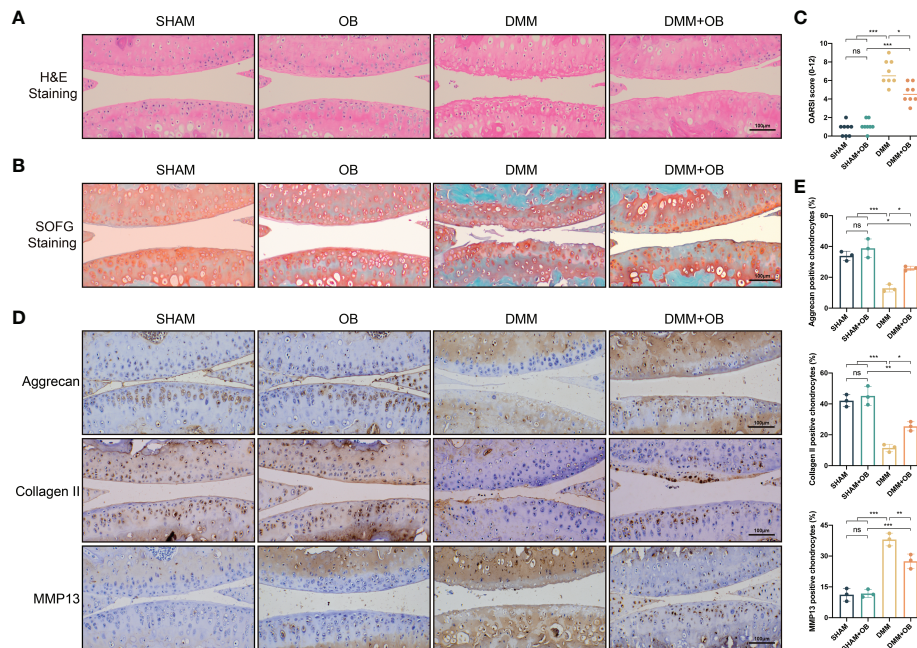 A
SHAM
OB
DMM
DMM+OB
H&E
Staining
100μm
B
SHAM
OB
DMM
DMM+OB
SOFG
Staining
100μm
C
OARSI score (0-12)
10
8
6
4
2
0
***
*
ns
***
SHAM
SHAM+OB
DMM
DMM+OB
D
SHAM
OB
DMM
DMM+OB
Aggrecan
100μm
Collagen II
100μm
MMP13
100μm
E
Aggrecan positive chondrocytes (%)
60
40
20
0
***
*
ns
*
SHAM
SHAM+OB
DMM
DMM+OB
Collagen II positive chondrocytes (%)
60
40
20
0
***
*
ns
**
SHAM
SHAM+OB
DMM
DMM+OB
MMP13 positive chondrocytes (%)
45
30
15
0
***
**
ns
***
SHAM
SHAM+OB
DMM
DMM+OB